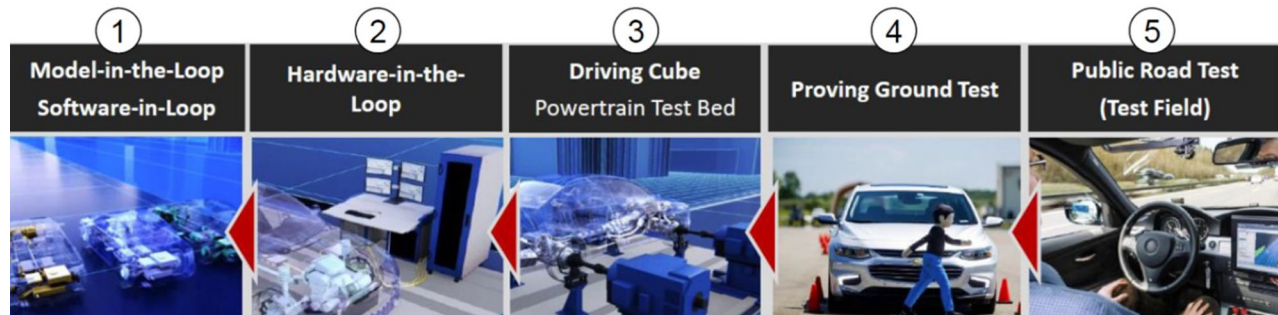 1
Model-in-the-Loop
Software-in-Loop
2
Hardware-in-the-
Loop
3
Driving Cube
Powertrain Test Bed
4
Proving Ground Test
5
Public Road Test
(Test Field)